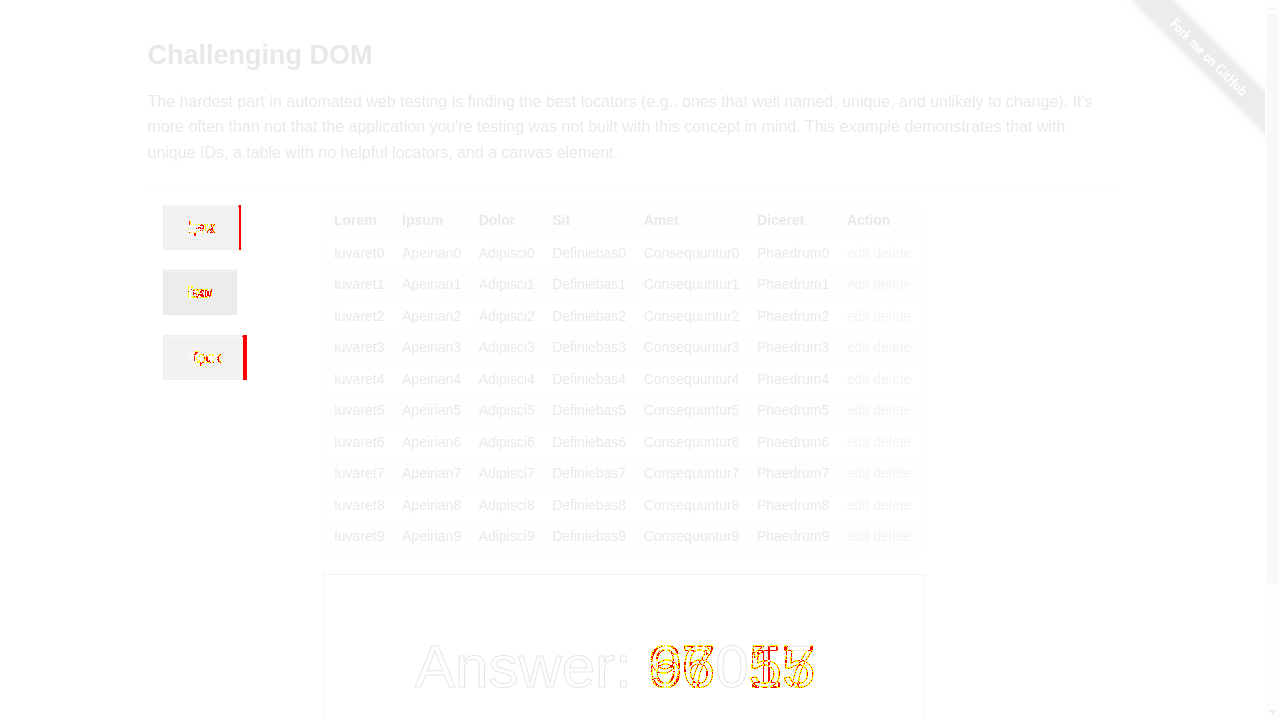 Fork me on GitHub
Challenging DOM
The hardest part in automated web testing is finding the best locators (e.g., ones that well named, unique, and unlikely to change). It's
more often than not that the application you're testing was not built with this concept in mind. This example demonstrates that with
unique IDs, a table with no helpful locators, and a canvas element.
Lorem Ipsum Dolor Sit Amet Diceret Action
Iuvaret0 Apeirian0 Adipisci0 Definiebas0 Consequuntur0 Phaedrum0 edit delete
Iuvaret1 Apeirian1 Adipisci1 Definiebas1 Consequuntur1 Phaedrum1 edit delete
Iuvaret2 Apeirian2 Adipisci2 Definiebas2 Consequuntur2 Phaedrum2 edit delete
Iuvaret3 Apeirian3 Adipisci3 Definiebas3 Consequuntur3 Phaedrum3 edit delete
Iuvaret4 Apeirian4 Adipisci4 Definiebas4 Consequuntur4 Phaedrum4 edit delete
Iuvaret5 Apeirian5 Adipisci5 Definiebas5 Consequuntur5 Phaedrum5 edit delete
Iuvaret6 Apeirian6 Adipisci6 Definiebas6 Consequuntur6 Phaedrum6 edit delete
Iuvaret7 Apeirian7 Adipisci7 Definiebas7 Consequuntur7 Phaedrum7 edit delete
Iuvaret8 Apeirian8 Adipisci8 Definiebas8 Consequuntur8 Phaedrum8 edit delete
Iuvaret9 Apeirian9 Adipisci9 Definiebas9 Consequuntur9 Phaedrum9 edit delete
Answer: